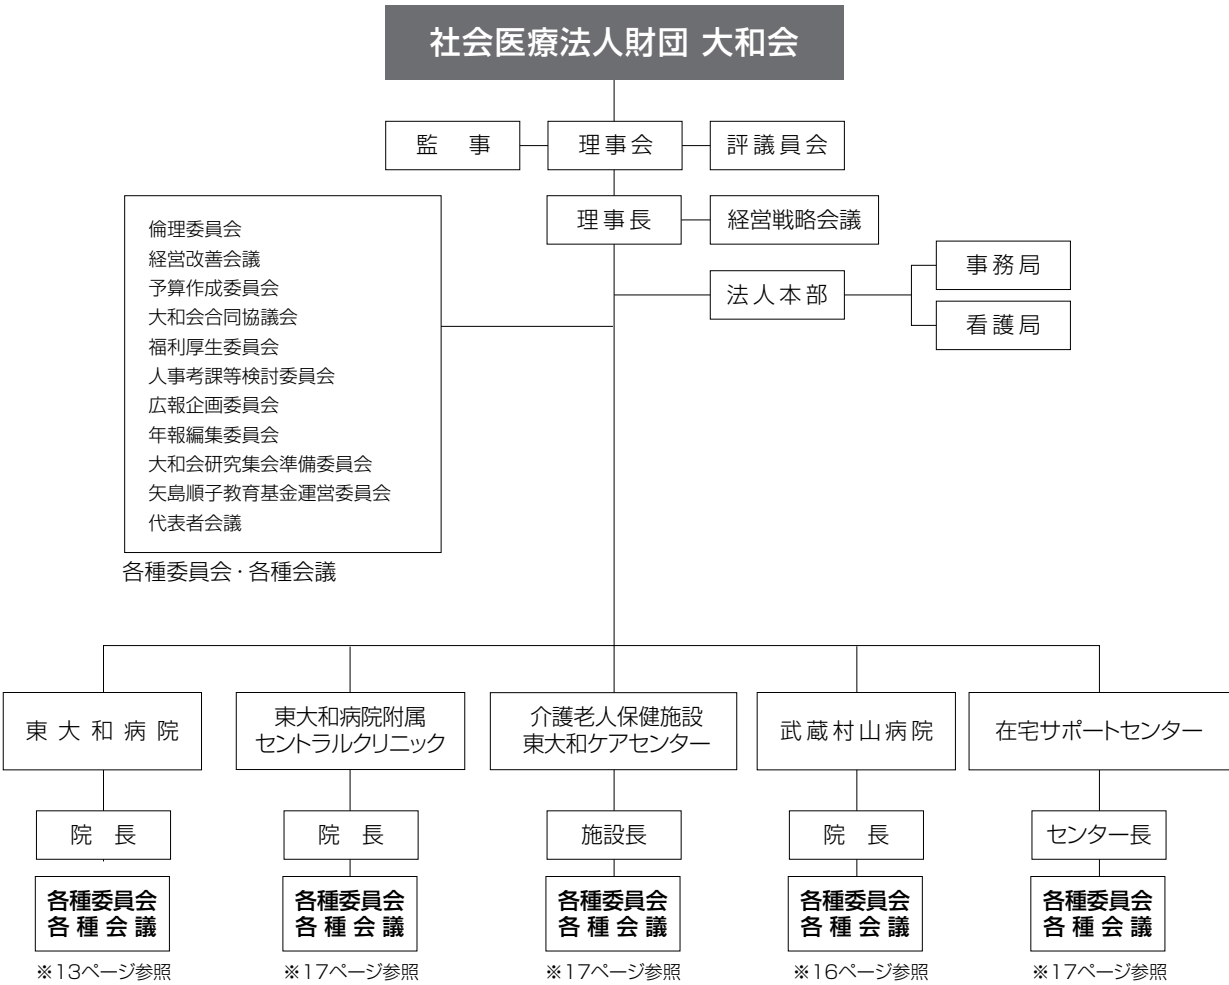 社会医療法人財団 大和会
監　事
理事会
評議員会
理事長
経営戦略会議
法人本部
事務局
看護局
倫理委員会
経営改善会議
予算作成委員会
大和会合同協議会
福利厚生委員会
人事考課等検討委員会
広報企画委員会
年報編集委員会
大和会研究集会準備委員会
矢島順子教育基金運営委員会
代表者会議
各種委員会・各種会議
東大和病院
東大和病院附属
セントラルクリニック
介護老人保健施設
東大和ケアセンター
武蔵村山病院
在宅サポートセンター
院　長
院　長
施設長
院　長
センター長
各種委員会
各種会議
各種委員会
各種会議
各種委員会
各種会議
各種委員会
各種会議
各種委員会
各種会議
※13ページ参照
※17ページ参照
※17ページ参照
※16ページ参照
※17ページ参照